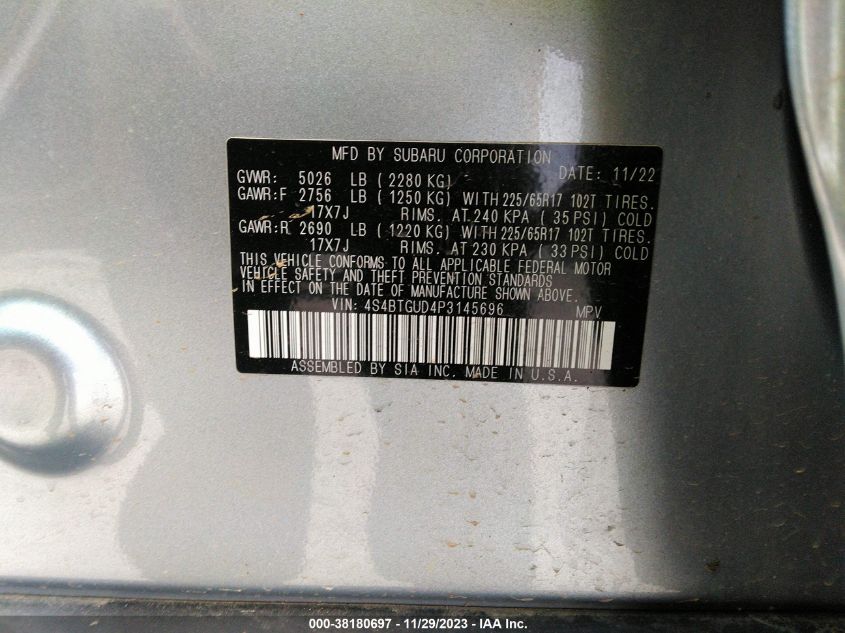 MFD BY SUBARU CORPORATION
GVWR: 5026 LB ( 2280 KG) DATE: 11/22
GAWR:F 2756 LB ( 1250 KG) WITH 225/65R17 102T TIRES.
17X7J RIMS. AT 240 KPA ( 35 PSI) COLD
GAWR:R 2690 LB ( 1220 KG) WITH 225/65R17 102T TIRES.
17X7J RIMS. AT 230 KPA ( 33 PSI) COLD
THIS VEHICLE CONFORMS TO ALL APPLICABLE FEDERAL MOTOR
VEHICLE SAFETY AND THEFT PREVENTION STANDARDS
IN EFFECT ON THE DATE OF MANUFACTURE SHOWN ABOVE.
VIN: 4S4BTGUD4P3145696 MPV
ASSEMBLED BY SIA INC. MADE IN U.S.A.
000-38180697 - 11/29/2023 - IAA Inc.